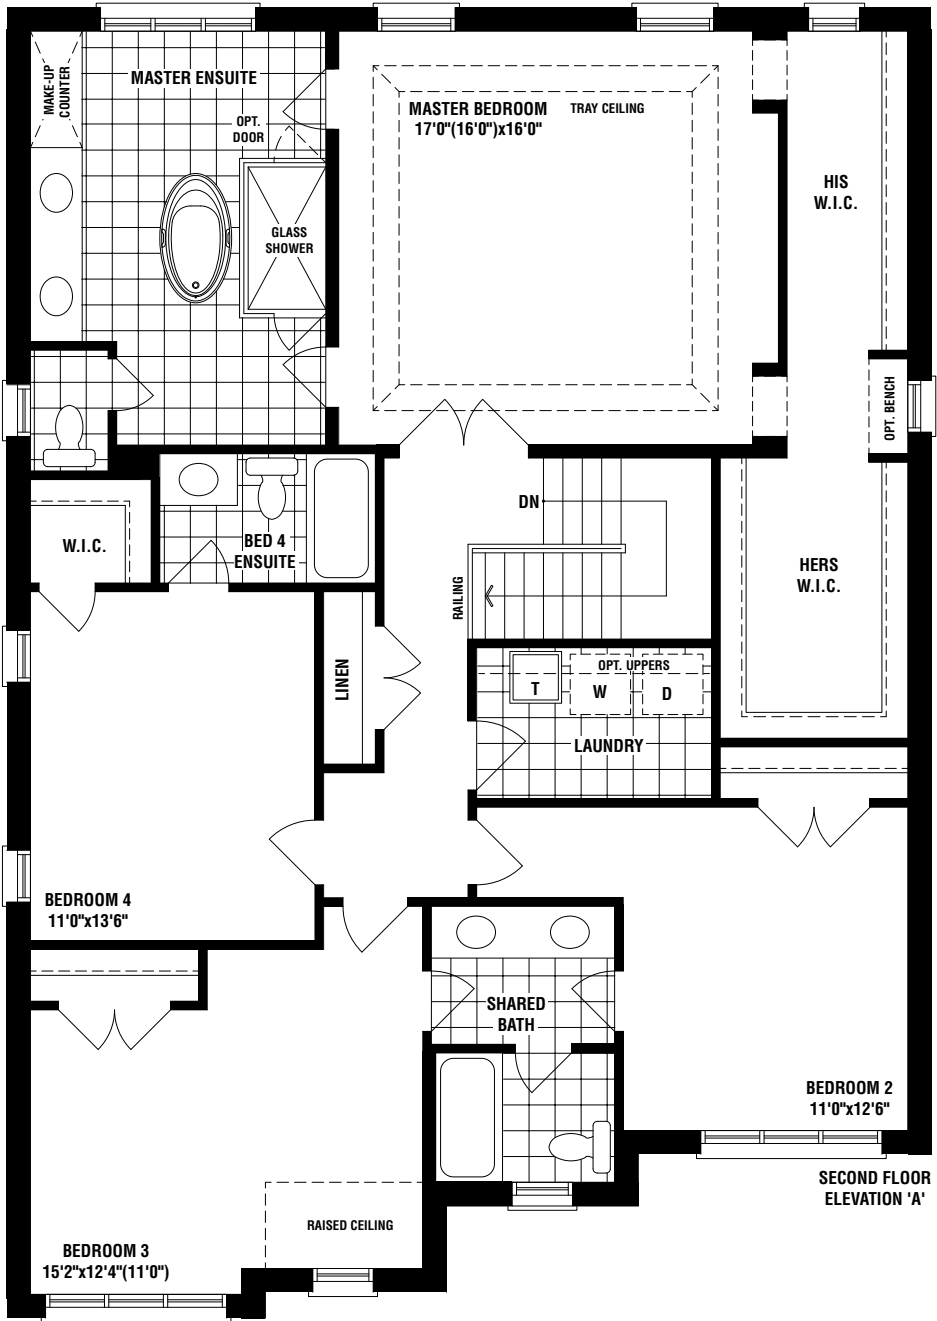 MAKE-UP
COUNTER
MASTER ENSUITE
OPT.
DOOR
GLASS
SHOWER
MASTER BEDROOM
17'0"(16'0")x16'0"
TRAY CEILING
HIS
W.I.C.
OPT. BENCH
W.I.C.
BED 4
ENSUITE
DN
RAILING
HERS
W.I.C.
LINEN
OPT. UPPERS
T
W
D
LAUNDRY
BEDROOM 4
11'0"x13'6"
SHARED
BATH
BEDROOM 2
11'0"x12'6"
SECOND FLOOR
ELEVATION 'A'
RAISED CEILING
BEDROOM 3
15'2"x12'4"(11'0")